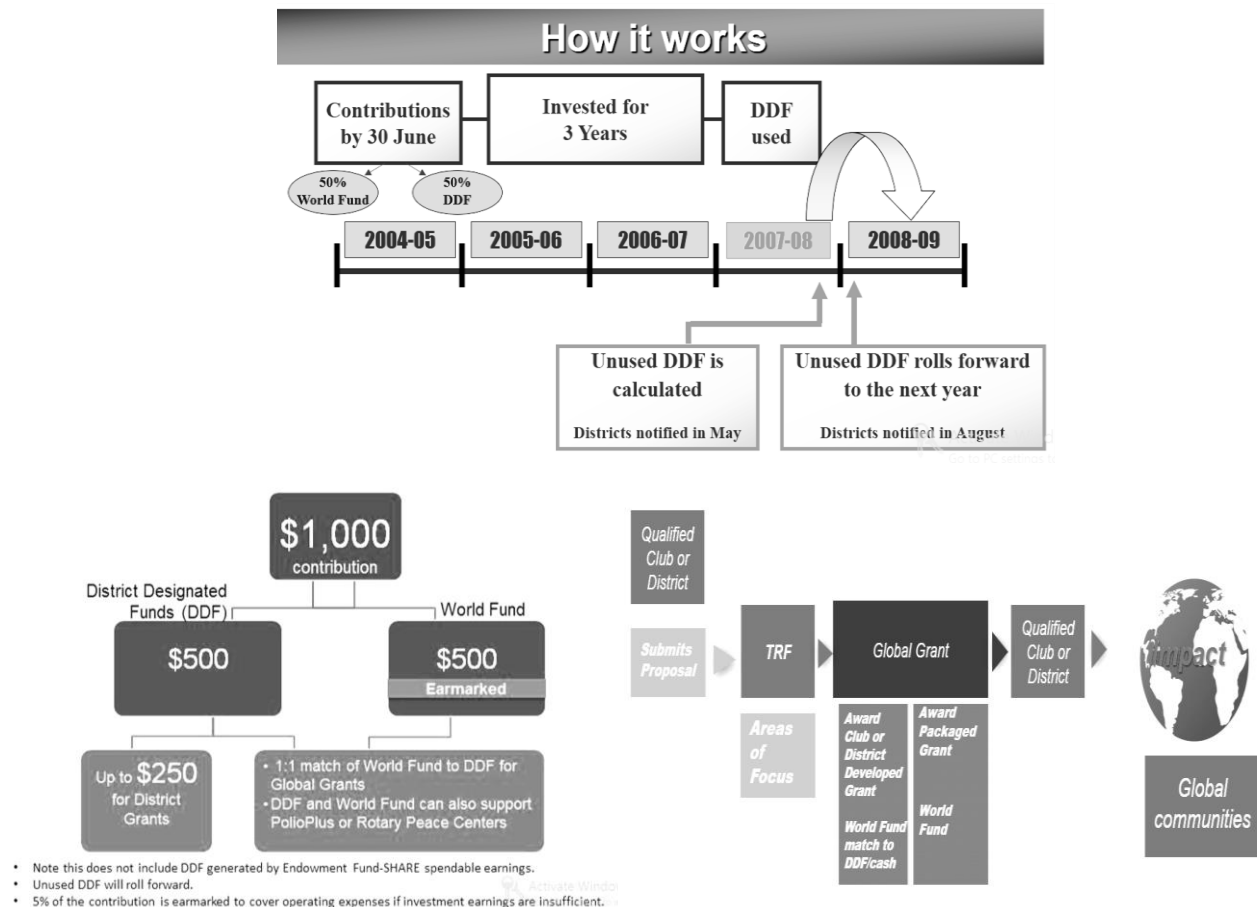 How it works
Contributions
by 30 June
Invested for
3 Years
DDF
used
50%
World Fund
50%
DDF
2004-05
2005-06
2006-07
2007-08
2008-09
Unused DDF is
calculated
Districts notified in May
Unused DDF rolls forward
to the next year
Districts notified in August
Go to PC settings t
$1,000
contribution
District Designated
Funds (DDF)
World Fund
$500
$500
Earmarked
Up to $250
for District
Grants
• 1:1 match of World Fund to DDF for
Global Grants
• DDF and World Fund can also support
PolioPlus or Rotary Peace Centers
• Note this does not include DDF generated by Endowment Fund-SHARE spendable earnings.
• Unused DDF will roll forward.
• 5% of the contribution is earmarked to cover operating expenses if investment earnings are insufficient.
Activate Windo
Qualified
Club or
District
Submits
Proposal
TRF
Areas
of
Focus
Global Grant
Award
Club or
District
Developed
Grant
World Fund
match to
DDF/cash
Award
Packaged
Grant
World
Fund
Qualified
Club or
District
impact
Global
communities